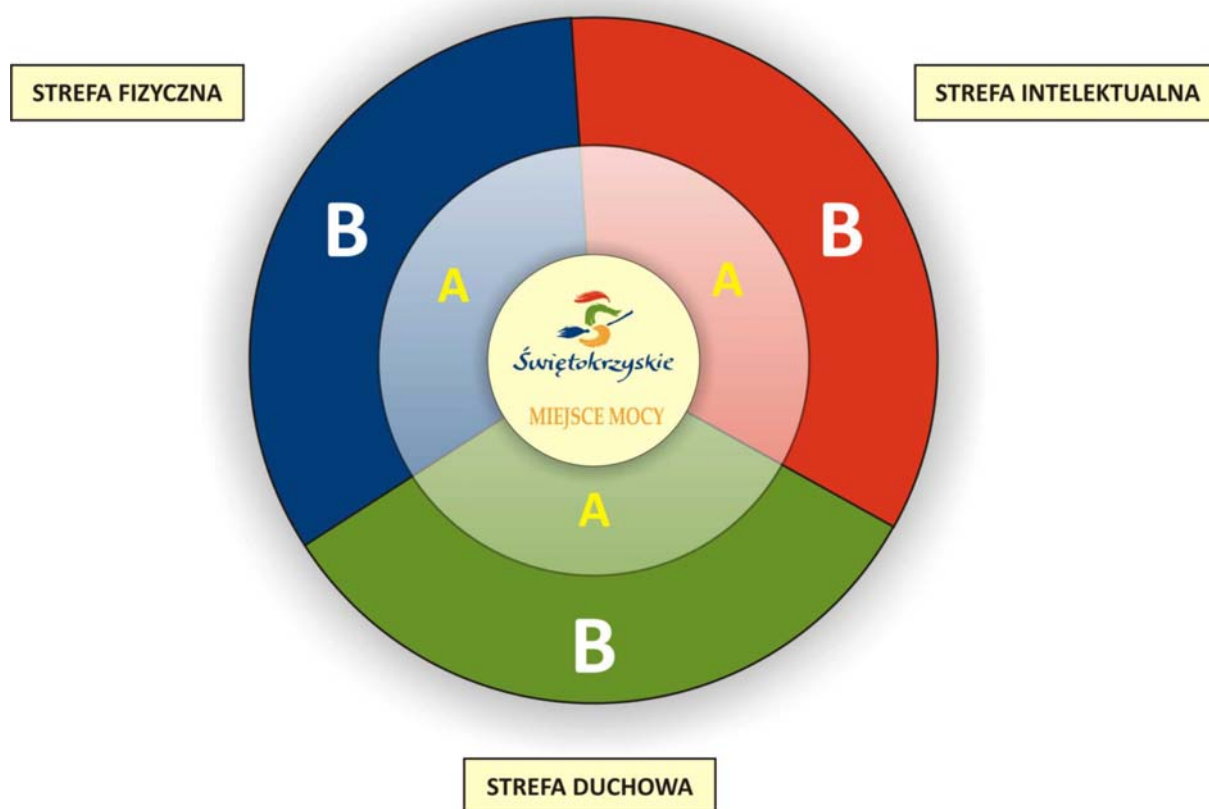 STREFA FIZYCZNA
STREFA INTELEKTUALNA
B
B
A
A
Świętokrzyskie
MIEJSCE MOCY
A
B
STREFA DUCHOWA